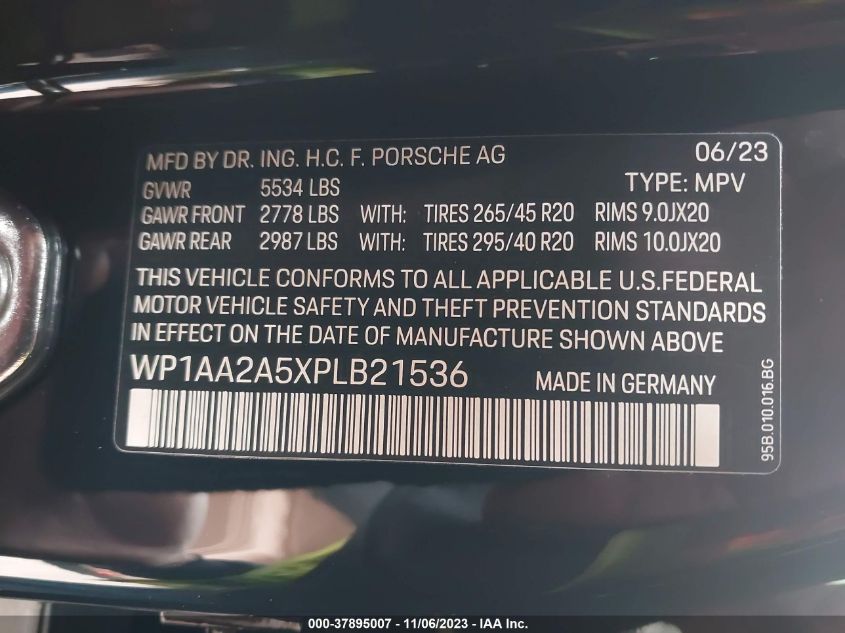 MFD BY DR. ING. H.C. F. PORSCHE AG 06/23
GVWR 5534 LBS TYPE: MPV
GAWR FRONT 2778 LBS WITH: TIRES 265/45 R20 RIMS 9.0JX20
GAWR REAR 2987 LBS WITH: TIRES 295/40 R20 RIMS 10.0JX20
THIS VEHICLE CONFORMS TO ALL APPLICABLE U.S.FEDERAL
MOTOR VEHICLE SAFETY AND THEFT PREVENTION STANDARDS
IN EFFECT ON THE DATE OF MANUFACTURE SHOWN ABOVE
WP1AA2A5XPLB21536 MADE IN GERMANY
95B.010.016.BG
000-37895007 - 11/06/2023 - IAA Inc.